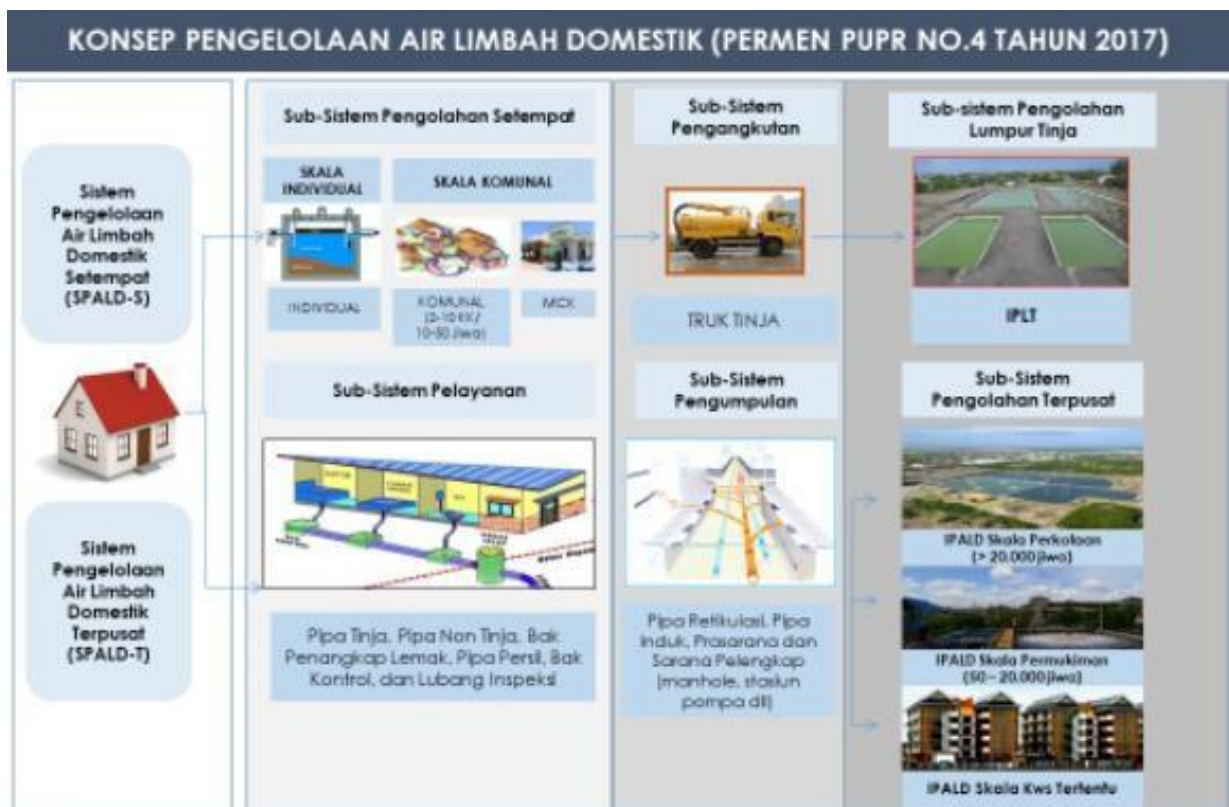 KONSEP PENGELOLAAN AIR LIMBAH DOMESTIK (PERMEN PUPR NO.4 TAHUN 2017)
Sistem
Pengelolaan
Air Limbah
Domestik
Setempat
(SPALD-S)
Sistem
Pengelolaan
Air Limbah
Domestik
Terpusat
(SPALD-T)
Sub-Sistem Pengolahan Setempat
SKALA
INDIVIDUAL
SKALA KOMUNAL
INDIVIDUAL
KOMUNAL
(2-10 KK/
10-50 Jiwa)
MCK
Sub-Sistem
Pengangkutan
TRUK TINJA
Sub-sistem Pengolahan
Lumpur Tinja
IPLT
Sub-Sistem Pelayanan
Pipa Tinja, Pipa Non Tinja, Bak
Penangkap Lemak, Pipa Persil, Bak
Kontrol, dan Lubang Inspeksi
Sub-Sistem
Pengumpulan
Pipa Retikulasi, Pipa
Induk, Prasarana dan
Sarana Pelengkap
(manhole, stasiun
pompa dll)
Sub-Sistem
Pengolahan Terpusat
IPALD Skala Perkotaan
(> 20.000 jiwa)
IPALD Skala Permukiman
(50 – 20.000 jiwa)
IPALD Skala Kws Tertentu